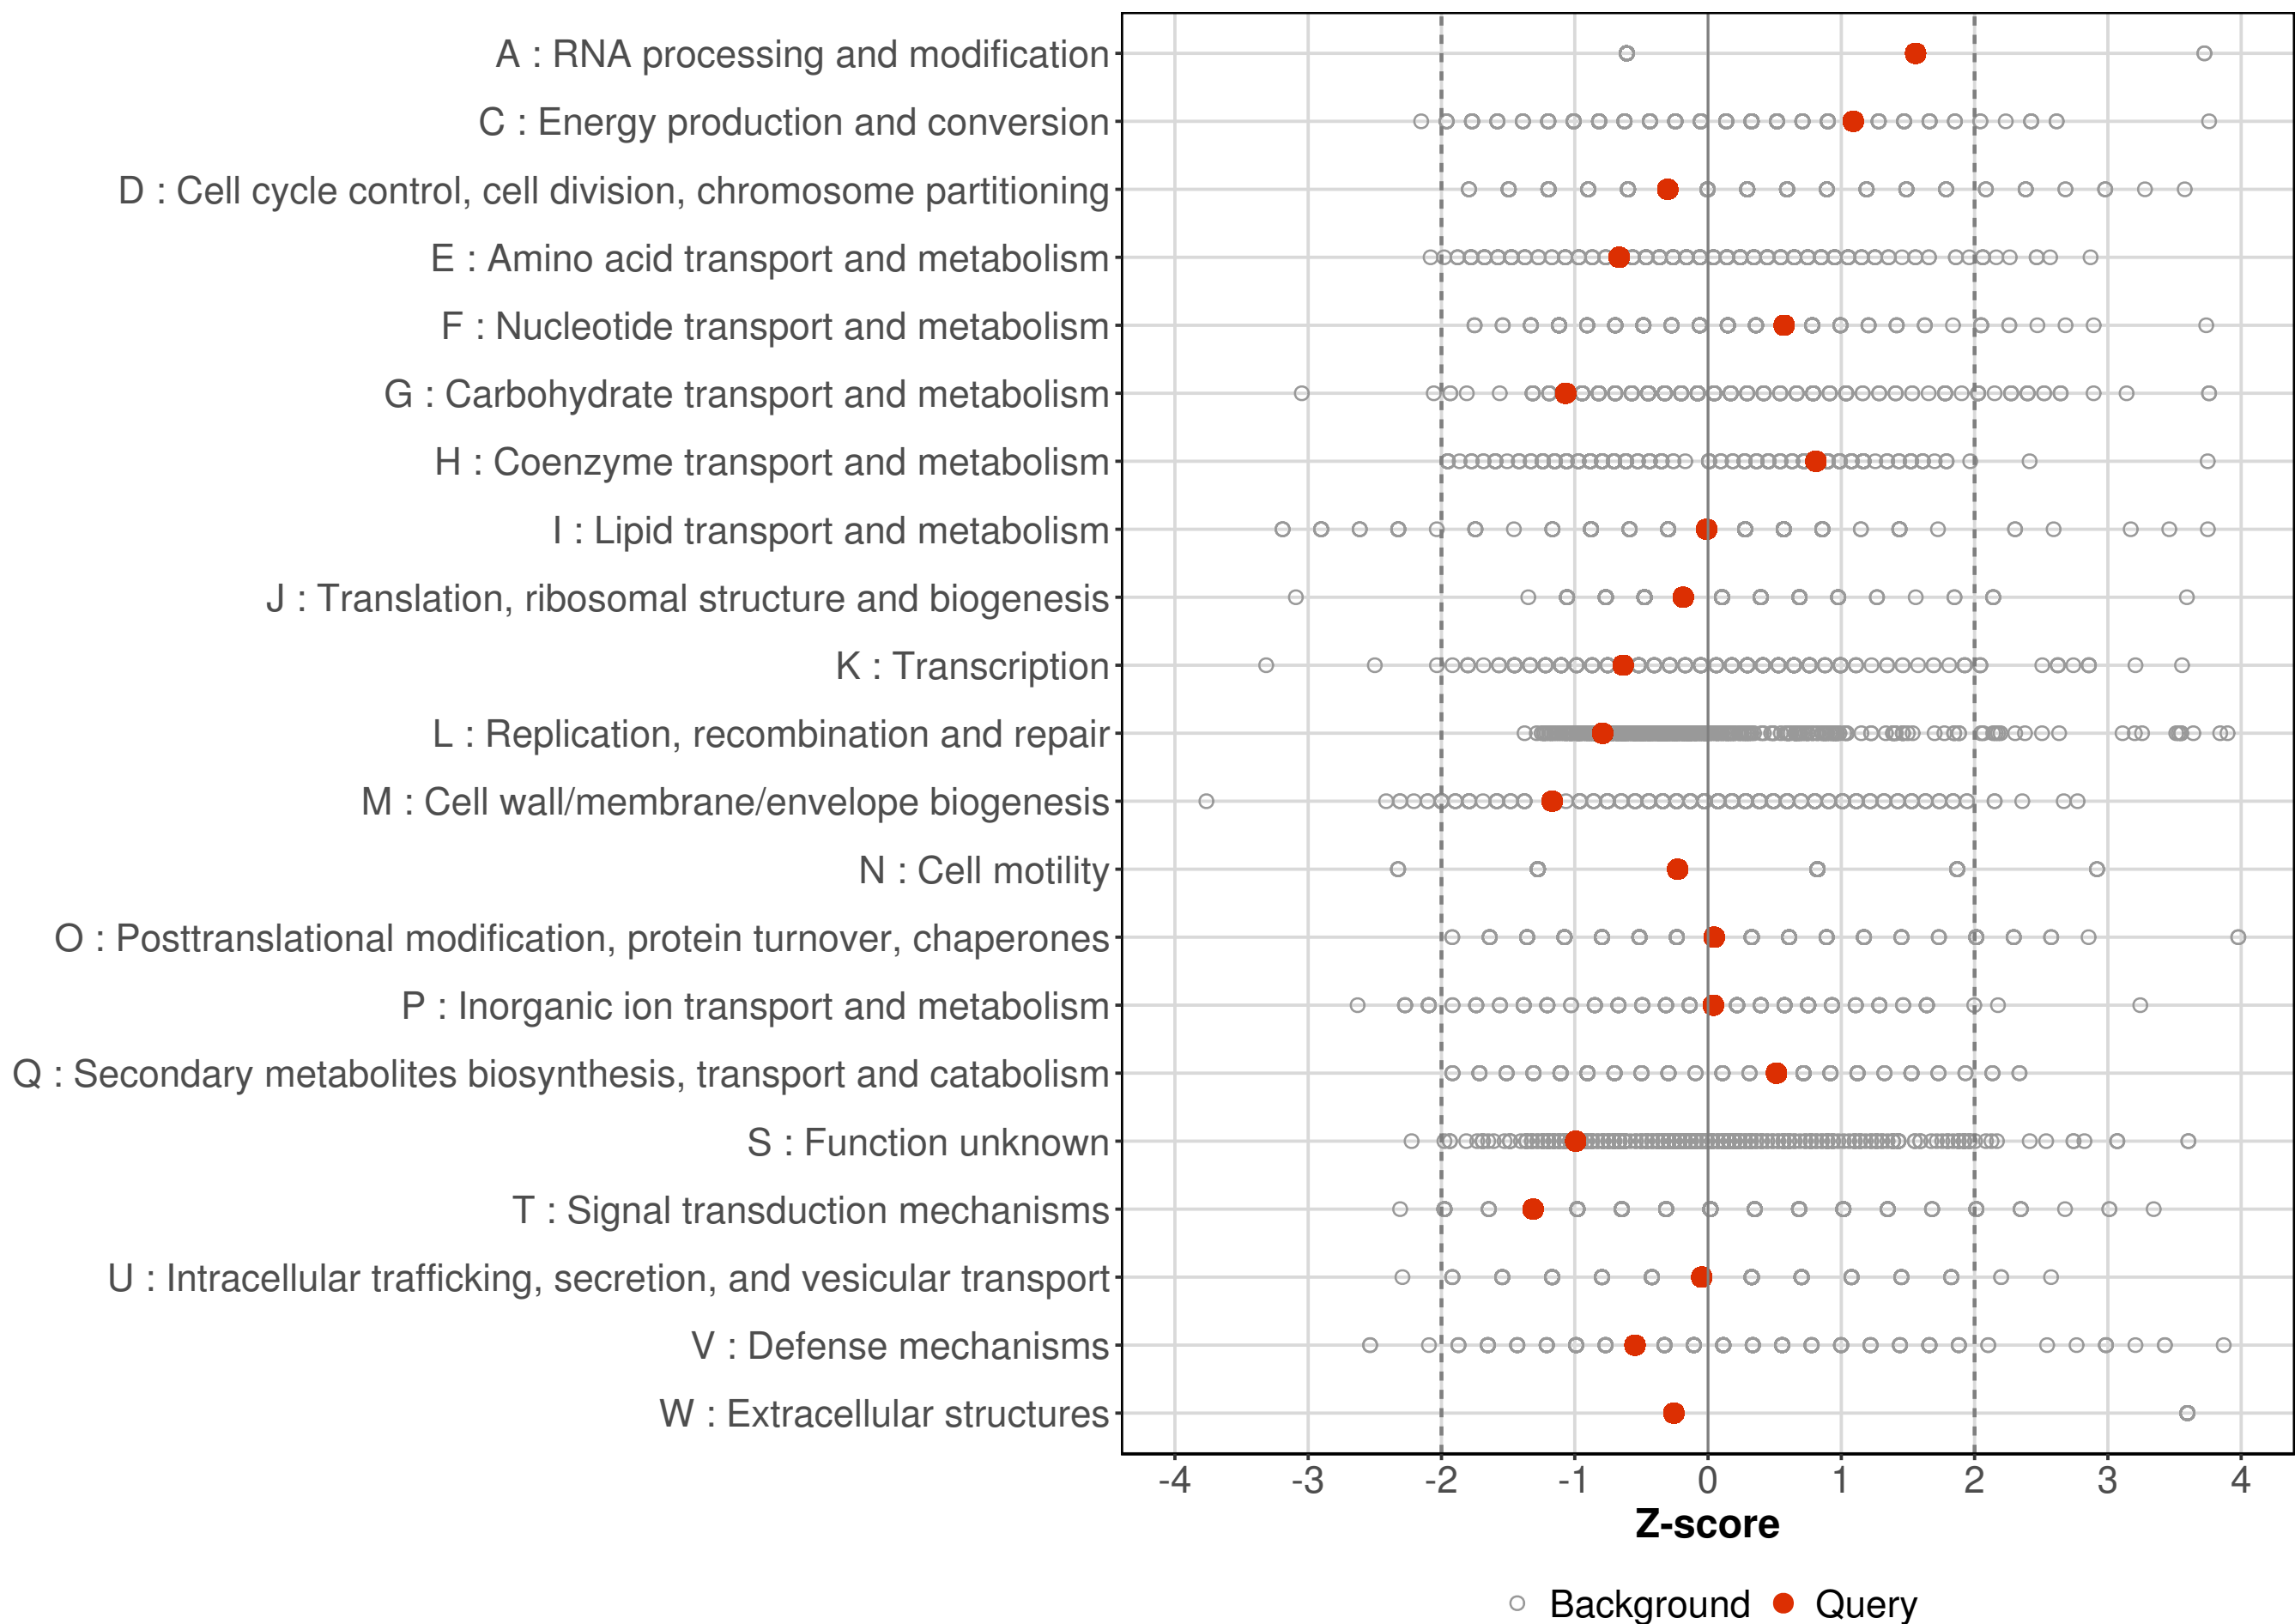 A : RNA processing and modification
C : Energy production and conversion
D : Cell cycle control, cell division, chromosome partitioning
E : Amino acid transport and metabolism
F : Nucleotide transport and metabolism
G : Carbohydrate transport and metabolism
H : Coenzyme transport and metabolism
I : Lipid transport and metabolism
J : Translation, ribosomal structure and biogenesis
K : Transcription
L : Replication, recombination and repair
M : Cell wall/membrane/envelope biogenesis
N : Cell motility
O : Posttranslational modification, protein turnover, chaperones
P : Inorganic ion transport and metabolism
Q : Secondary metabolites biosynthesis, transport and catabolism
S : Function unknown
T : Signal transduction mechanisms
U : Intracellular trafficking, secretion, and vesicular transport
V : Defense mechanisms
W : Extracellular structures
-4 -3 -2 -1 0 1 2 3 4
Z-score
Background Query